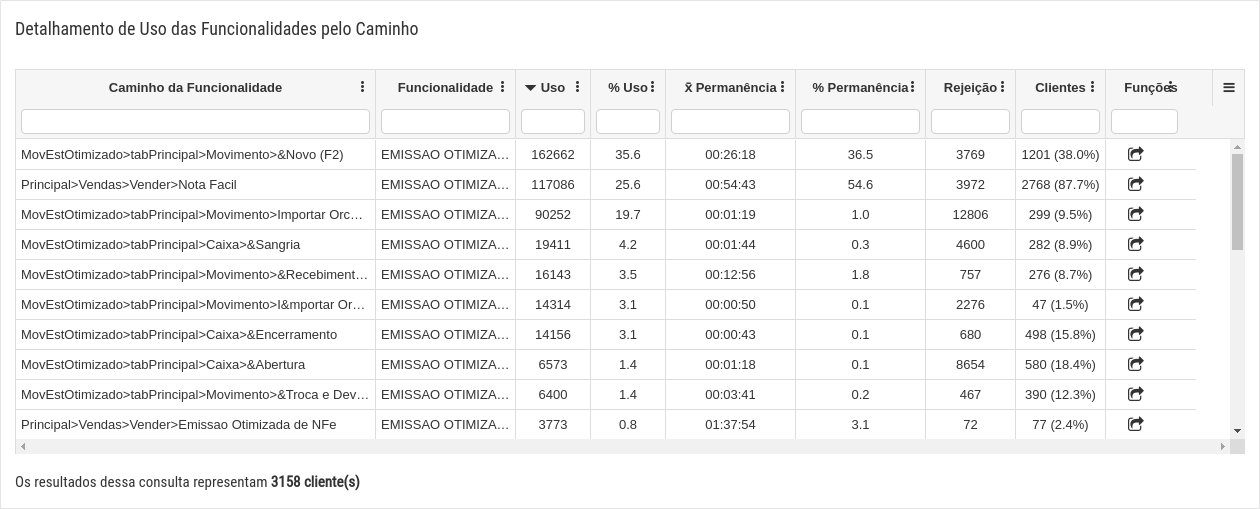 Detalhamento de Uso das Funcionalidades pelo Caminho
Caminho da Funcionalidade Funcionalidade Uso % Uso x̄ Permanência % Permanência Rejeição Clientes Funções
MovEstOtimizado>tabPrincipal>Movimento>&Novo (F2) EMISSAO OTIMIZA… 162662 35.6 00:26:18 36.5 3769 1201 (38.0%)
Principal>Vendas>Vender>Nota Facil EMISSAO OTIMIZA… 117086 25.6 00:54:43 54.6 3972 2768 (87.7%)
MovEstOtimizado>tabPrincipal>Movimento>Importar Orc… EMISSAO OTIMIZA… 90252 19.7 00:01:19 1.0 12806 299 (9.5%)
MovEstOtimizado>tabPrincipal>Caixa>&Sangria EMISSAO OTIMIZA… 19411 4.2 00:01:44 0.3 4600 282 (8.9%)
MovEstOtimizado>tabPrincipal>Movimento>&Recebiment… EMISSAO OTIMIZA… 16143 3.5 00:12:56 1.8 757 276 (8.7%)
MovEstOtimizado>tabPrincipal>Movimento>I&mportar Or… EMISSAO OTIMIZA… 14314 3.1 00:00:50 0.1 2276 47 (1.5%)
MovEstOtimizado>tabPrincipal>Caixa>&Encerramento EMISSAO OTIMIZA… 14156 3.1 00:00:43 0.1 680 498 (15.8%)
MovEstOtimizado>tabPrincipal>Caixa>&Abertura EMISSAO OTIMIZA… 6573 1.4 00:01:18 0.1 8654 580 (18.4%)
MovEstOtimizado>tabPrincipal>Movimento>&Troca e Dev… EMISSAO OTIMIZA… 6400 1.4 00:03:41 0.2 467 390 (12.3%)
Principal>Vendas>Vender>Emissao Otimizada de NFe EMISSAO OTIMIZA… 3773 0.8 01:37:54 3.1 72 77 (2.4%)
Os resultados dessa consulta representam 3158 cliente(s)